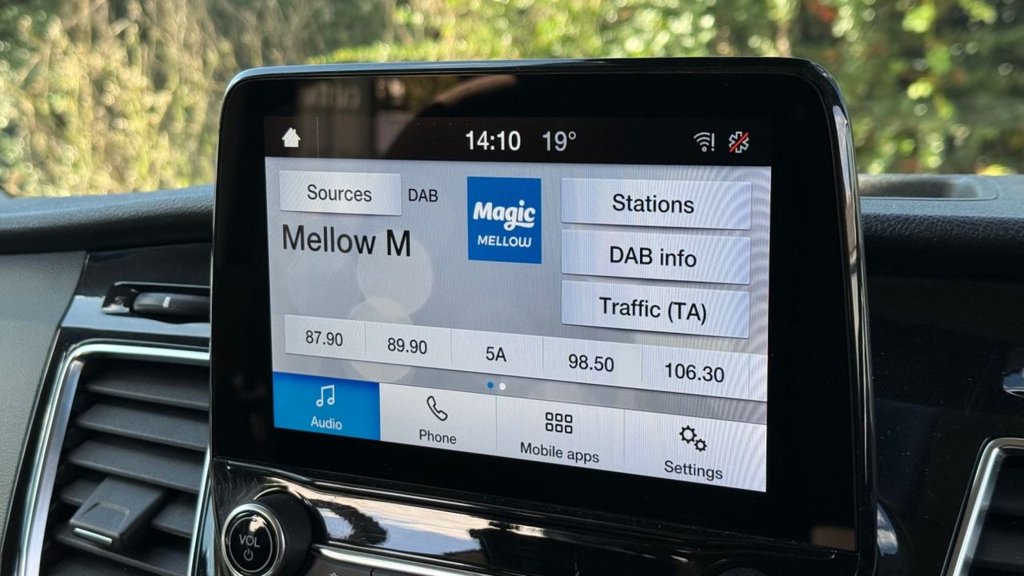 14:10 19°
Sources DAB
Mellow M
Magic
MELLOW
Stations
DAB info
Traffic (TA)
87.90 89.90 5A 98.50 106.30
Audio Phone Mobile apps Settings
VOL